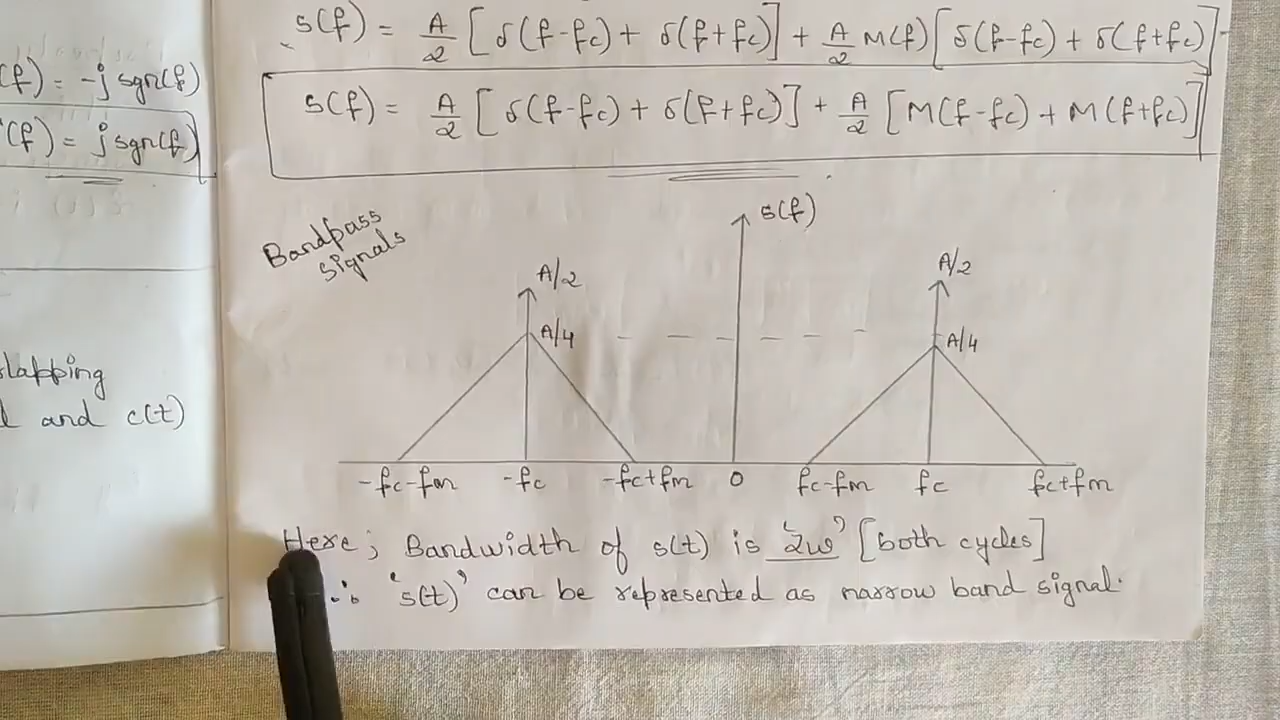 (f) = -j sgn(f)
'(f) = j sgn(f)
lapping
and c(t)
s(f) = A/2 [δ(f-fc) + δ(f+fc)] + A/2 M(f) [δ(f-fc) + δ(f+fc)]
s(f) = A/2 [δ(f-fc) + δ(f+fc)] + A/2 [M(f-fc) + M(f+fc)]
Bandpass
signals
s(f)
A/2
A/2
A/4
A/4
-fc-fm -fc -fc+fm 0 fc-fm fc fc+fm
Here; Bandwidth of s(t) is '2w' [both cycles]
∴ 's(t)' can be represented as narrow band signal.